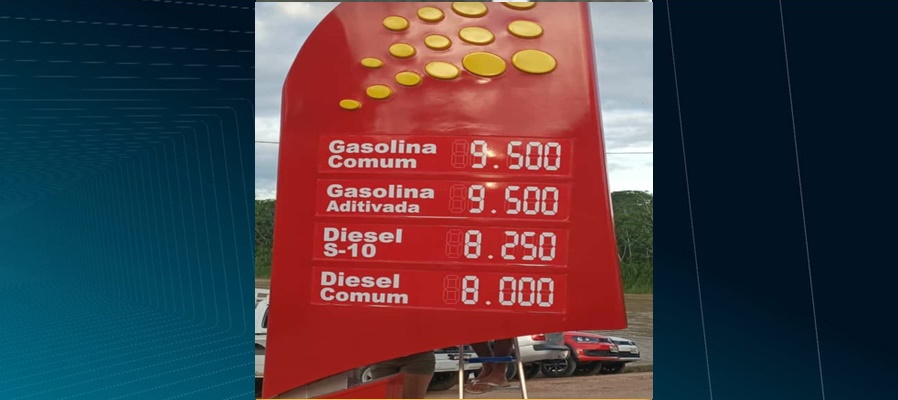 Gasolina
Comum 9.500
Gasolina
Aditivada 9.500
Diesel
S-10 8.250
Diesel
Comum 8.000